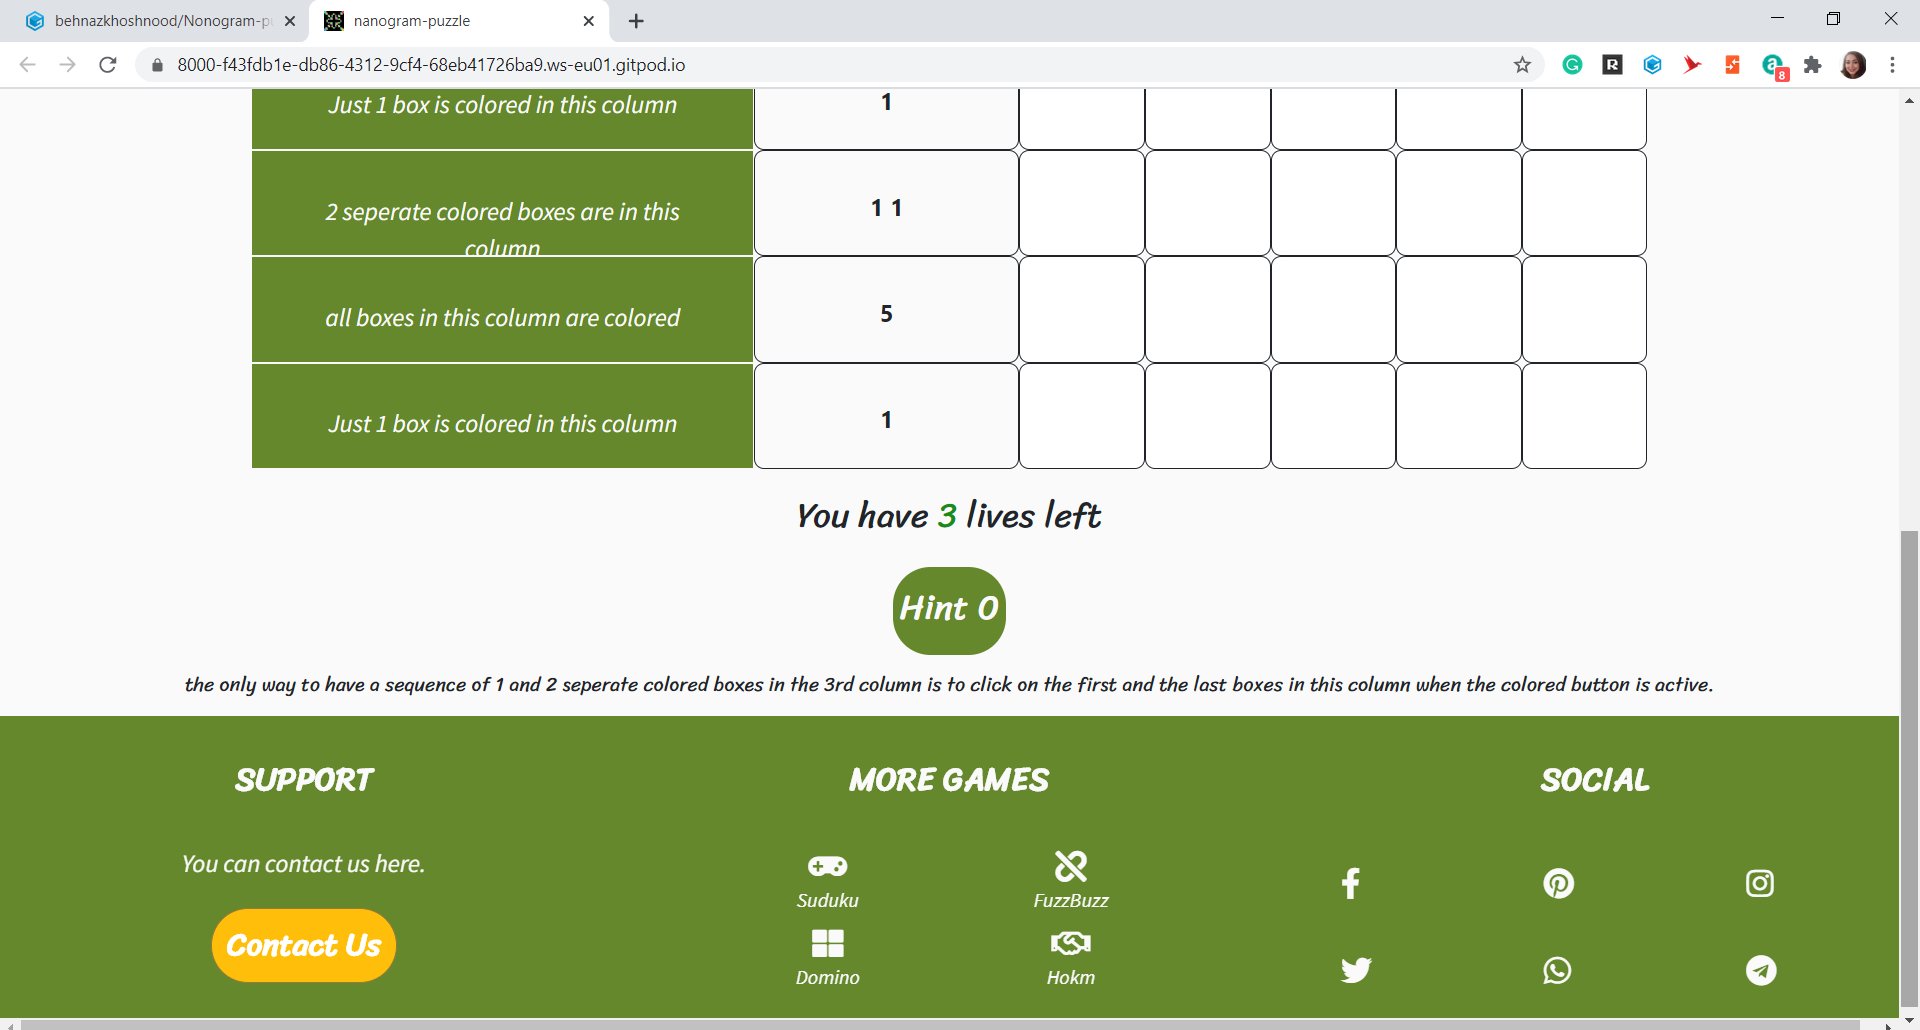 behnazkhoshnood/Nonogram-p
nanogram-puzzle
8000-f43fdb1e-db86-4312-9cf4-68eb41726ba9.ws-eu01.gitpod.io
8
Just 1 box is colored in this column
1
2 seperate colored boxes are in this
column
1 1
all boxes in this column are colored
5
Just 1 box is colored in this column
1
You have 3 lives left
Hint 0
the only way to have a sequence of 1 and 2 seperate colored boxes in the 3rd column is to click on the first and the last boxes in this column when the colored button is active.
SUPPORT
You can contact us here.
Contact Us
MORE GAMES
Suduku
FuzzBuzz
Domino
Hokm
SOCIAL